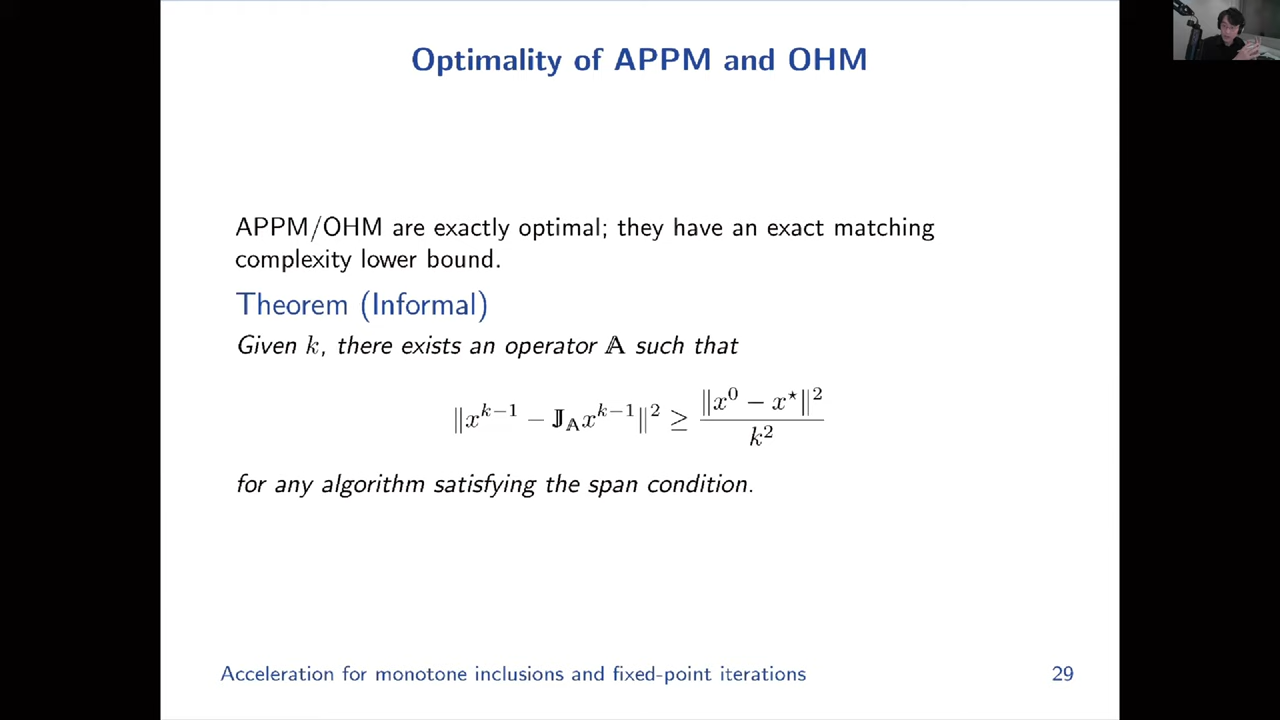 Optimality of APPM and OHM
APPM/OHM are exactly optimal; they have an exact matching
complexity lower bound.
Theorem (Informal)
Given k, there exists an operator 𝔸 such that
‖x^{k−1} − 𝕁_𝔸 x^{k−1}‖² ≥ ‖x⁰ − x⋆‖² / k²
for any algorithm satisfying the span condition.
Acceleration for monotone inclusions and fixed-point iterations 29